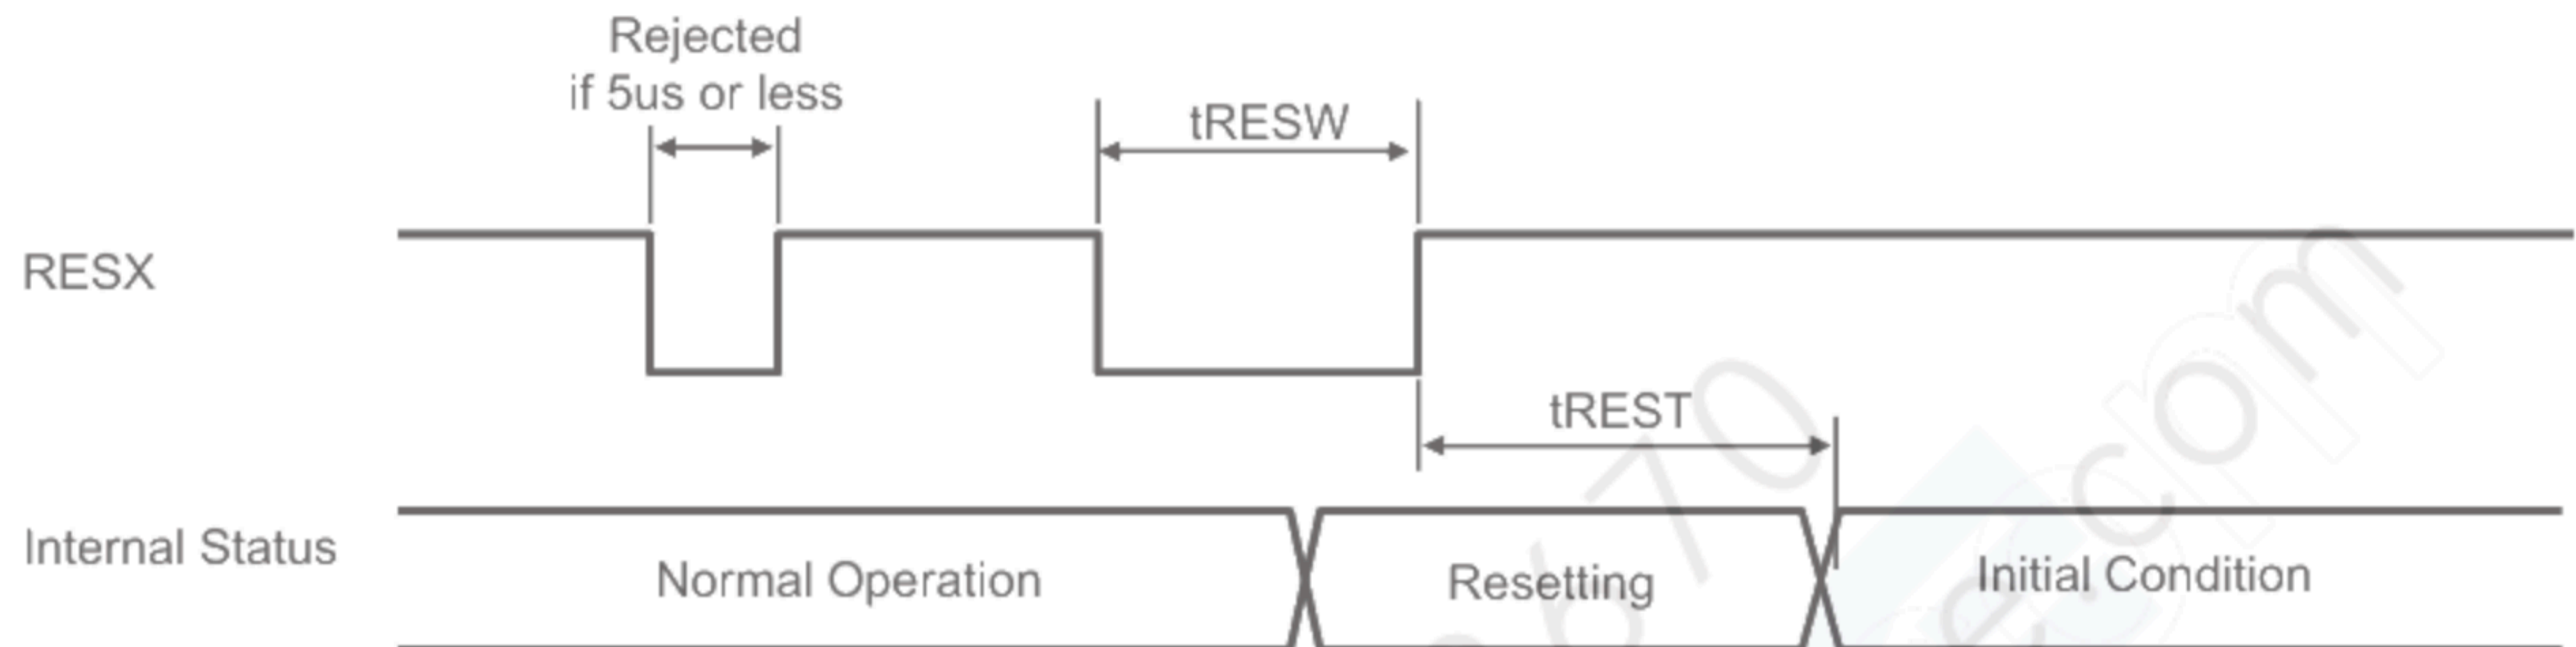 Rejected
if 5us or less
tRESW
RESX
tREST
Internal Status
Normal Operation
Resetting
Initial Condition